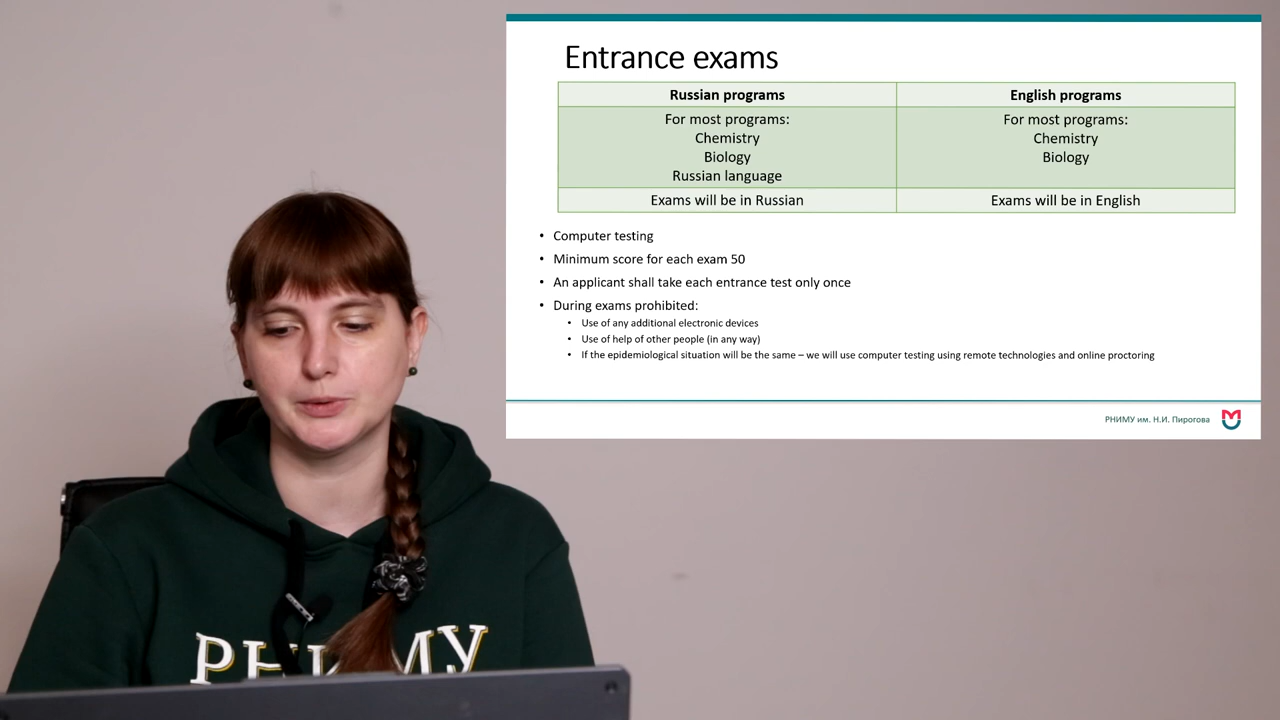 Entrance exams
Russian programs
English programs
For most programs:
Chemistry
Biology
Russian language
For most programs:
Chemistry
Biology
Exams will be in Russian
Exams will be in English
• Computer testing
• Minimum score for each exam 50
• An applicant shall take each entrance test only once
• During exams prohibited:
• Use of any additional electronic devices
• Use of help of other people (in any way)
• If the epidemiological situation will be the same – we will use computer testing using remote technologies and online proctoring
РНИМУ им. Н.И. Пирогова
РНИМУ